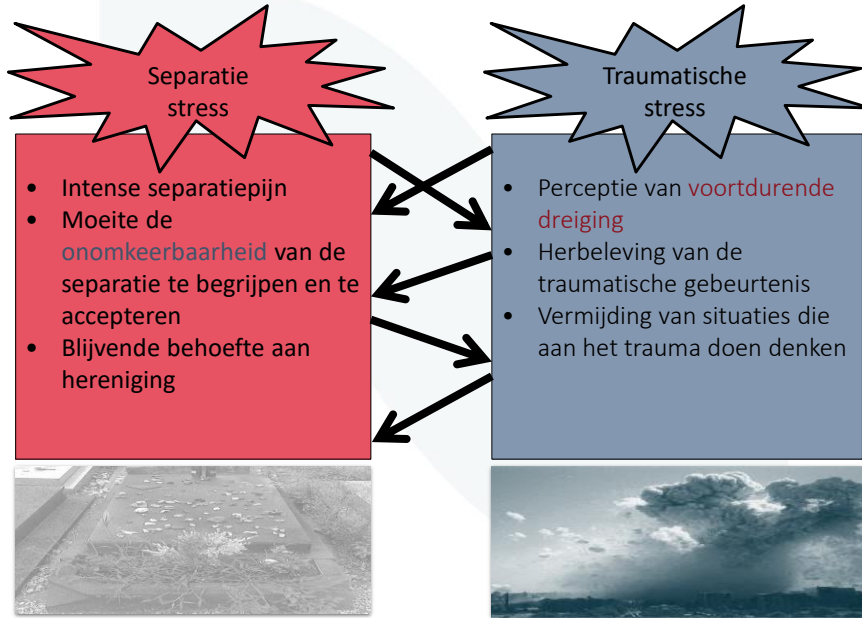 Separatie
stress
• Intense separatiepijn
• Moeite de
onomkeerbaarheid van de
separatie te begrijpen en te
accepteren
• Blijvende behoefte aan
hereniging
Traumatische
stress
• Perceptie van voortdurende
dreiging
• Herbeleving van de
traumatische gebeurtenis
• Vermijding van situaties die
aan het trauma doen denken